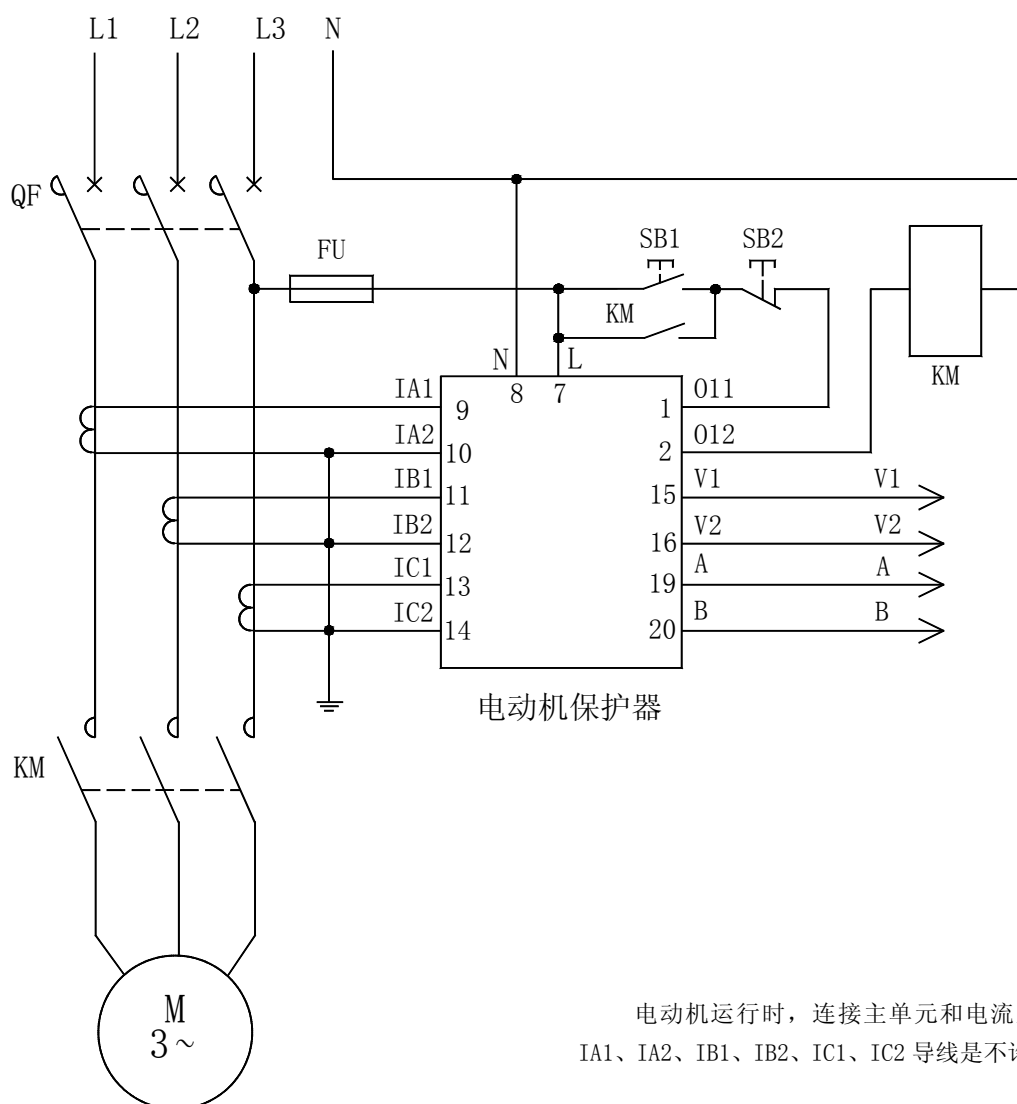 L1 L2 L3 N
QF
FU SB1 SB2
KM
N L
KM
8 7
IA1 9 1 O11
IA2 10 2 O12
IB1 11 15 V1 V1
IB2 12 16 V2 V2
IC1 13 19 A A
IC2 14 20 B B
电动机保护器
KM
M
3~
电动机运行时，连接主单元和电流
IA1、IA2、IB1、IB2、IC1、IC2 导线是不